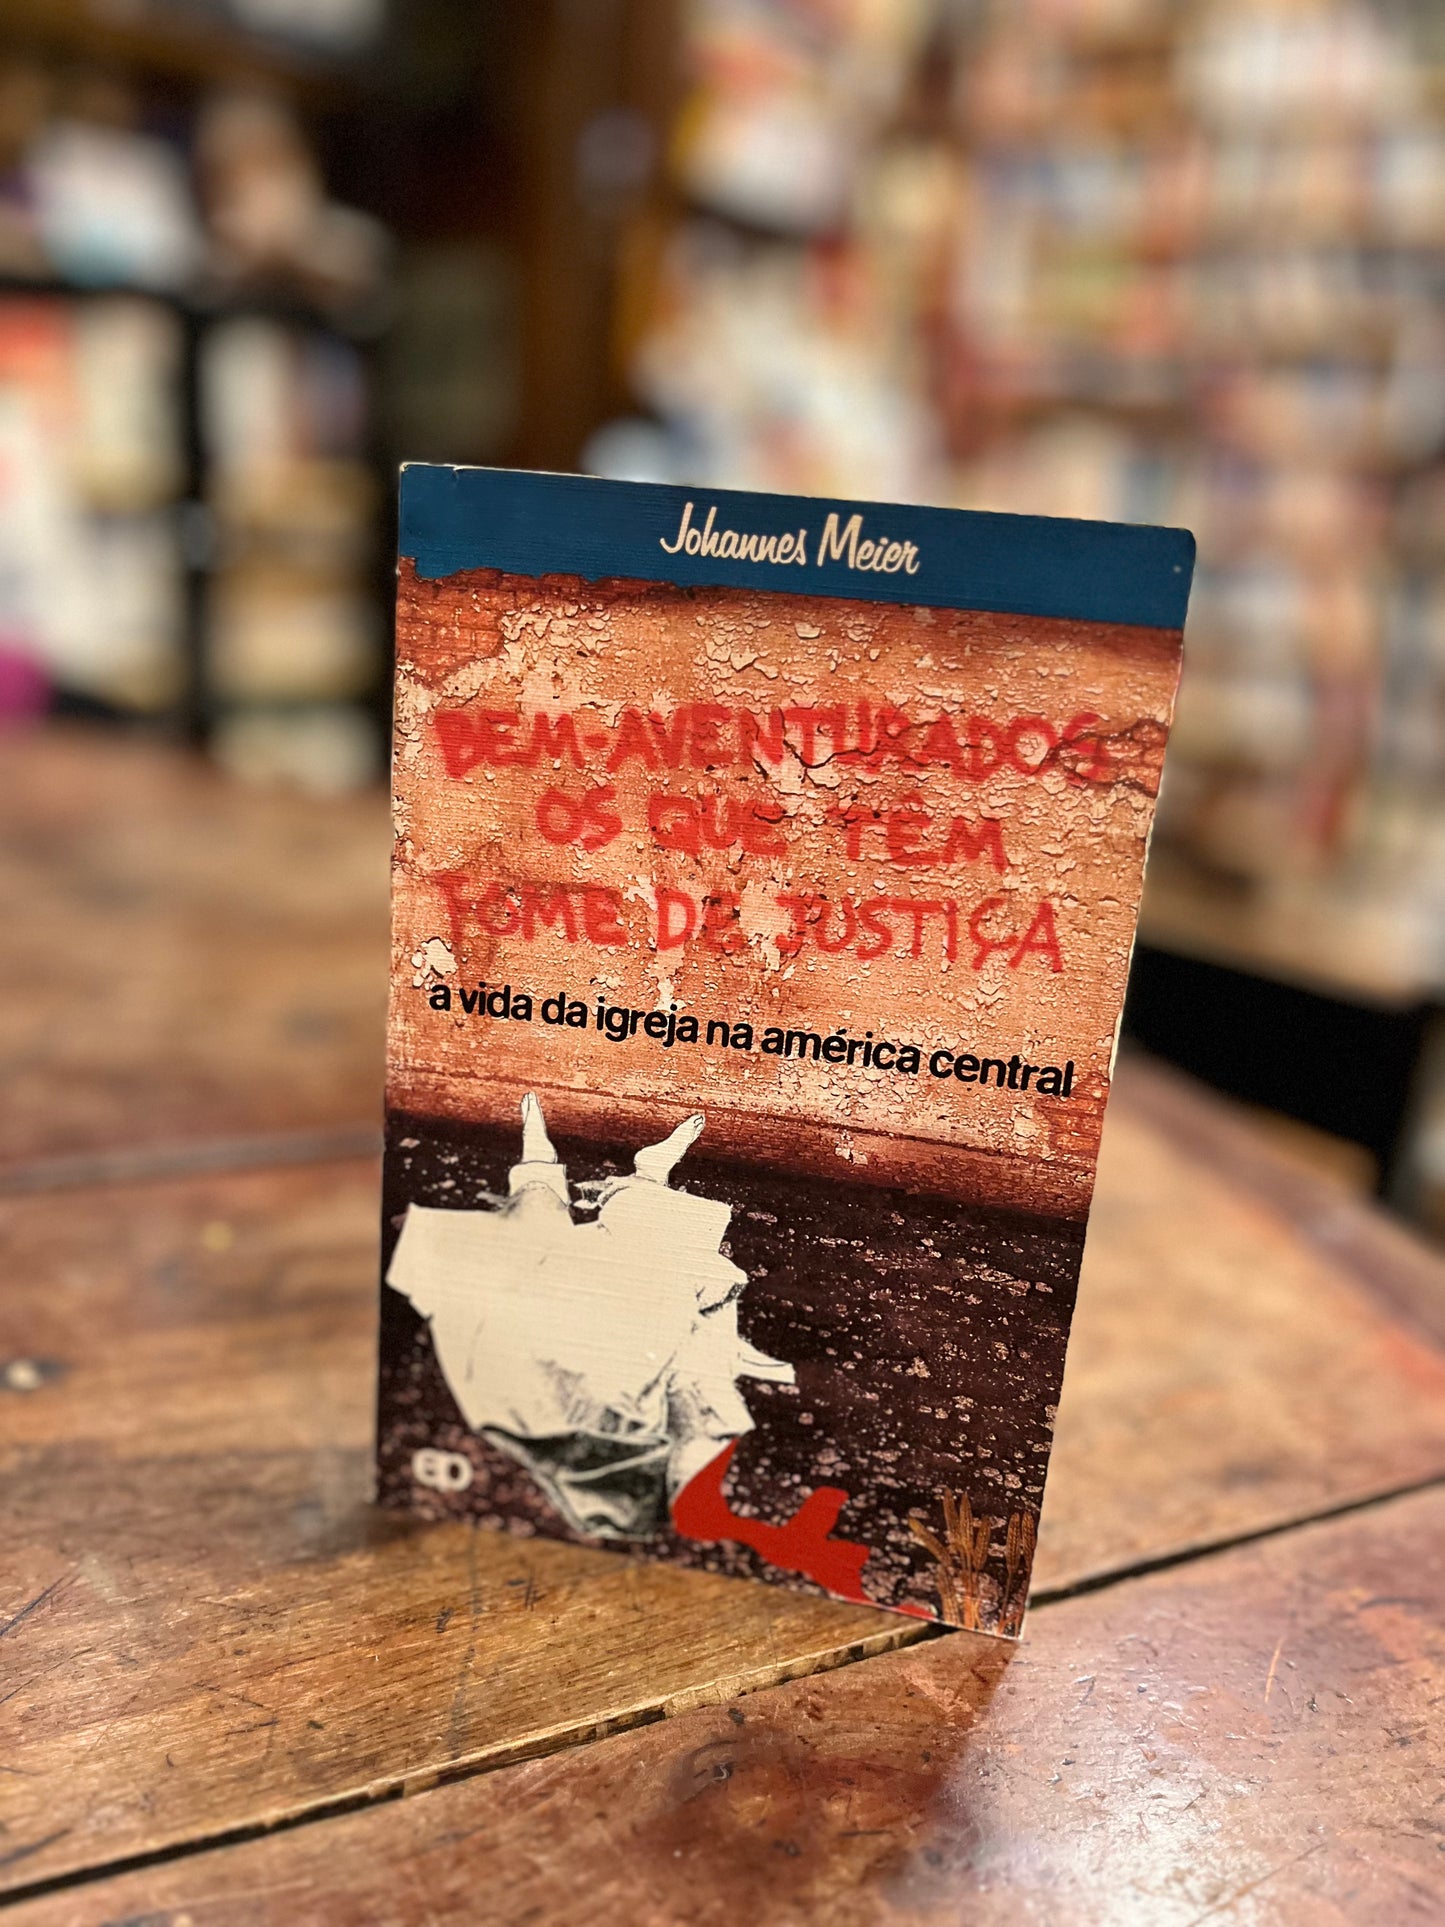 Johannes Meier
BEM-AVENTURADOS
OS QUE TÊM
FOME DE JUSTIÇA
a vida da igreja na américa central